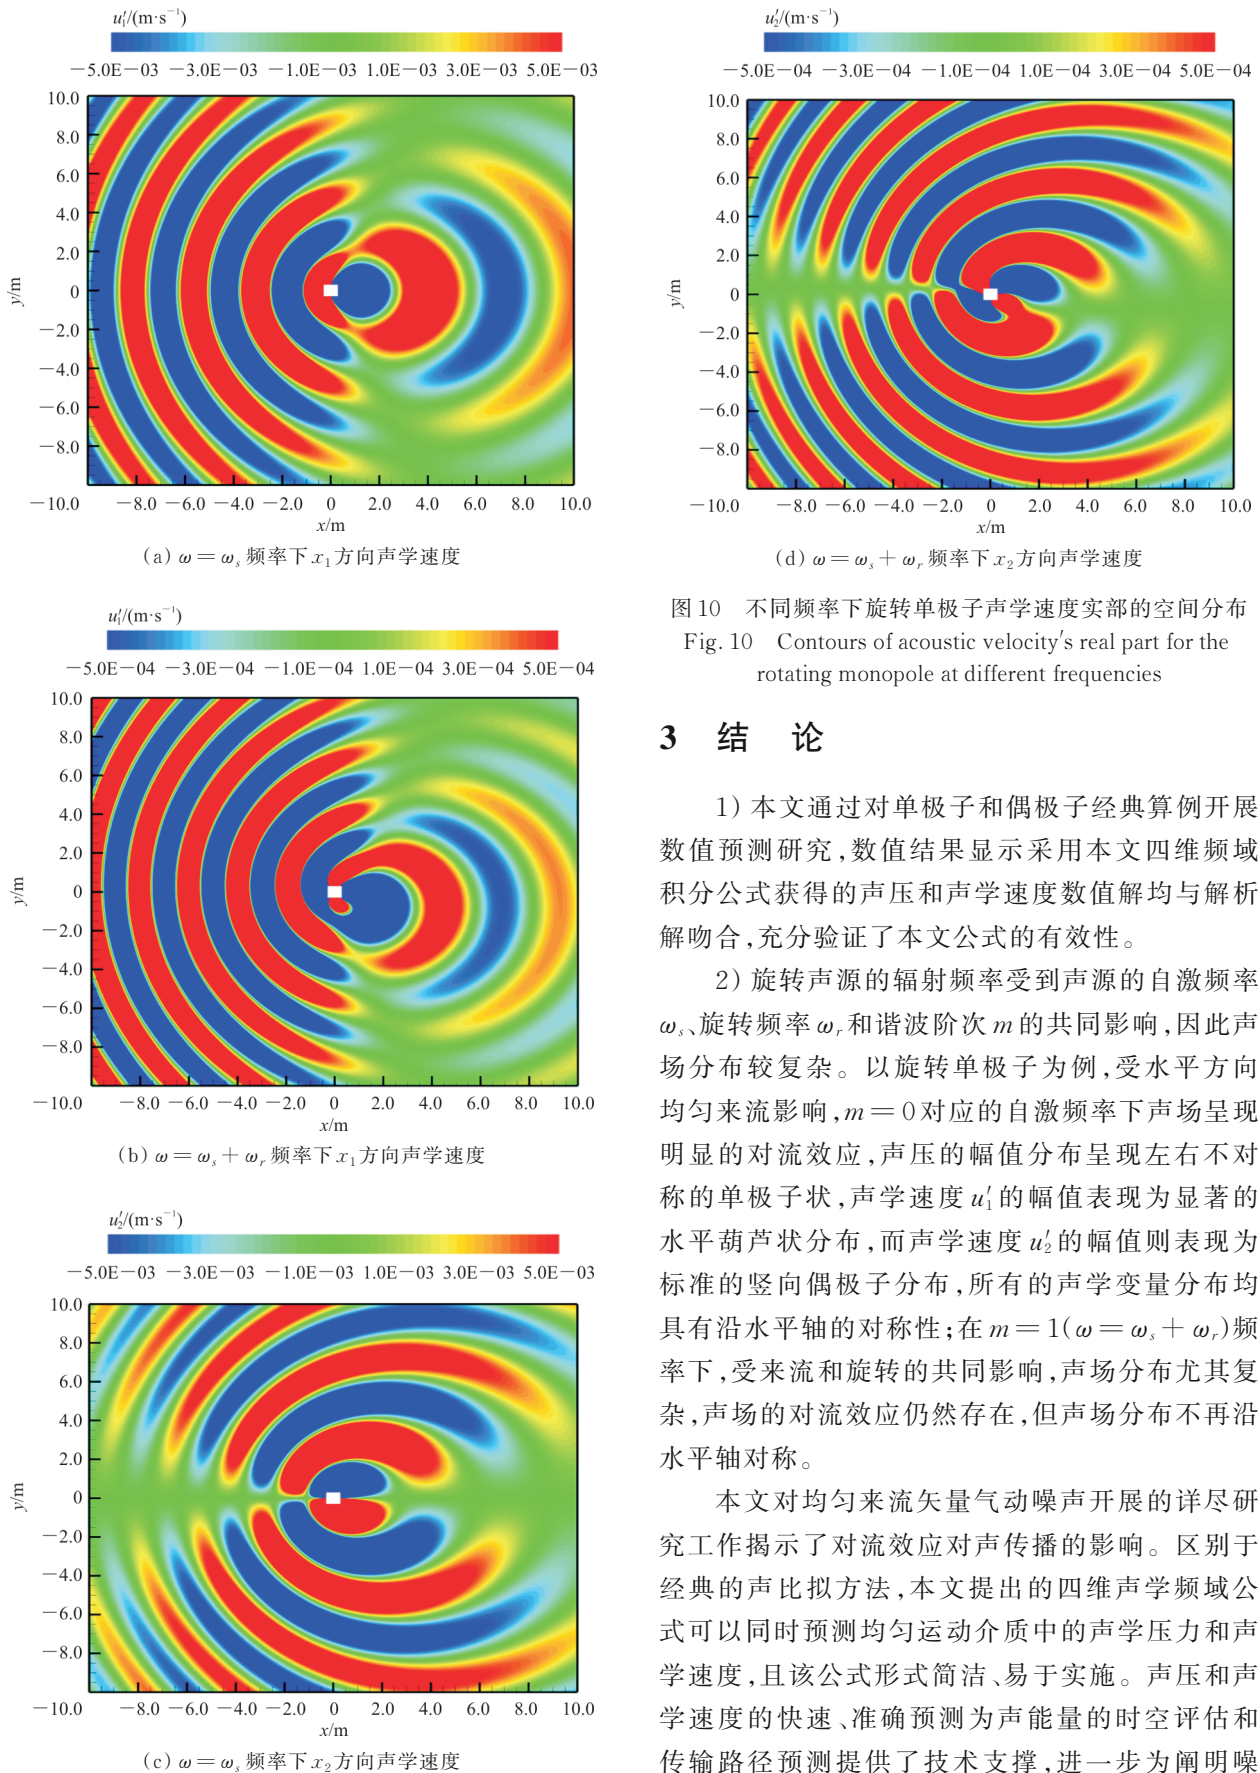 u′₁/(m·s⁻¹)
−5.0E−03 −3.0E−03 −1.0E−03 1.0E−03 3.0E−03 5.0E−03
10.0
8.0
6.0
4.0
2.0
0
−2.0
−4.0
−6.0
−8.0
y/m
−10.0 −8.0 −6.0 −4.0 −2.0 0 2.0 4.0 6.0 8.0 10.0
x/m
(a) ω＝ωₛ 频率下 x₁方向声学速度
u′₁/(m·s⁻¹)
−5.0E−04 −3.0E−04 −1.0E−04 1.0E−04 3.0E−04 5.0E−04
10.0
8.0
6.0
4.0
2.0
0
−2.0
−4.0
−6.0
−8.0
y/m
−10.0 −8.0 −6.0 −4.0 −2.0 0 2.0 4.0 6.0 8.0 10.0
x/m
(b) ω＝ωₛ＋ωᵣ 频率下 x₁方向声学速度
u′₂/(m·s⁻¹)
−5.0E−03 −3.0E−03 −1.0E−03 1.0E−03 3.0E−03 5.0E−03
10.0
8.0
6.0
4.0
2.0
0
−2.0
−4.0
−6.0
−8.0
y/m
−10.0 −8.0 −6.0 −4.0 −2.0 0 2.0 4.0 6.0 8.0 10.0
x/m
(c) ω＝ωₛ 频率下 x₂方向声学速度
u′₂/(m·s⁻¹)
−5.0E−04 −3.0E−04 −1.0E−04 1.0E−04 3.0E−04 5.0E−04
10.0
8.0
6.0
4.0
2.0
0
−2.0
−4.0
−6.0
−8.0
y/m
−10.0 −8.0 −6.0 −4.0 −2.0 0 2.0 4.0 6.0 8.0 10.0
x/m
(d) ω＝ωₛ＋ωᵣ 频率下 x₂方向声学速度
图10 不同频率下旋转单极子声学速度实部的空间分布
Fig. 10 Contours of acoustic velocity′s real part for the
rotating monopole at different frequencies
3 结 论
1) 本文通过对单极子和偶极子经典算例开展
数值预测研究,数值结果显示采用本文四维频域
积分公式获得的声压和声学速度数值解均与解析
解吻合,充分验证了本文公式的有效性。
2) 旋转声源的辐射频率受到声源的自激频率
ωₛ、旋转频率 ωᵣ和谐波阶次 m 的共同影响,因此声
场分布较复杂。以旋转单极子为例,受水平方向
均匀来流影响,m＝0对应的自激频率下声场呈现
明显的对流效应,声压的幅值分布呈现左右不对
称的单极子状,声学速度 u′₁的幅值表现为显著的
水平葫芦状分布,而声学速度 u′₂的幅值则表现为
标准的竖向偶极子分布,所有的声学变量分布均
具有沿水平轴的对称性;在 m＝1(ω＝ωₛ＋ωᵣ)频
率下,受来流和旋转的共同影响,声场分布尤其复
杂,声场的对流效应仍然存在,但声场分布不再沿
水平轴对称。
本文对均匀来流矢量气动噪声开展的详尽研
究工作揭示了对流效应对声传播的影响。区别于
经典的声比拟方法,本文提出的四维声学频域公
式可以同时预测均匀运动介质中的声学压力和声
学速度,且该公式形式简洁、易于实施。声压和声
学速度的快速、准确预测为声能量的时空评估和
传输路径预测提供了技术支撑,进一步为阐明噪